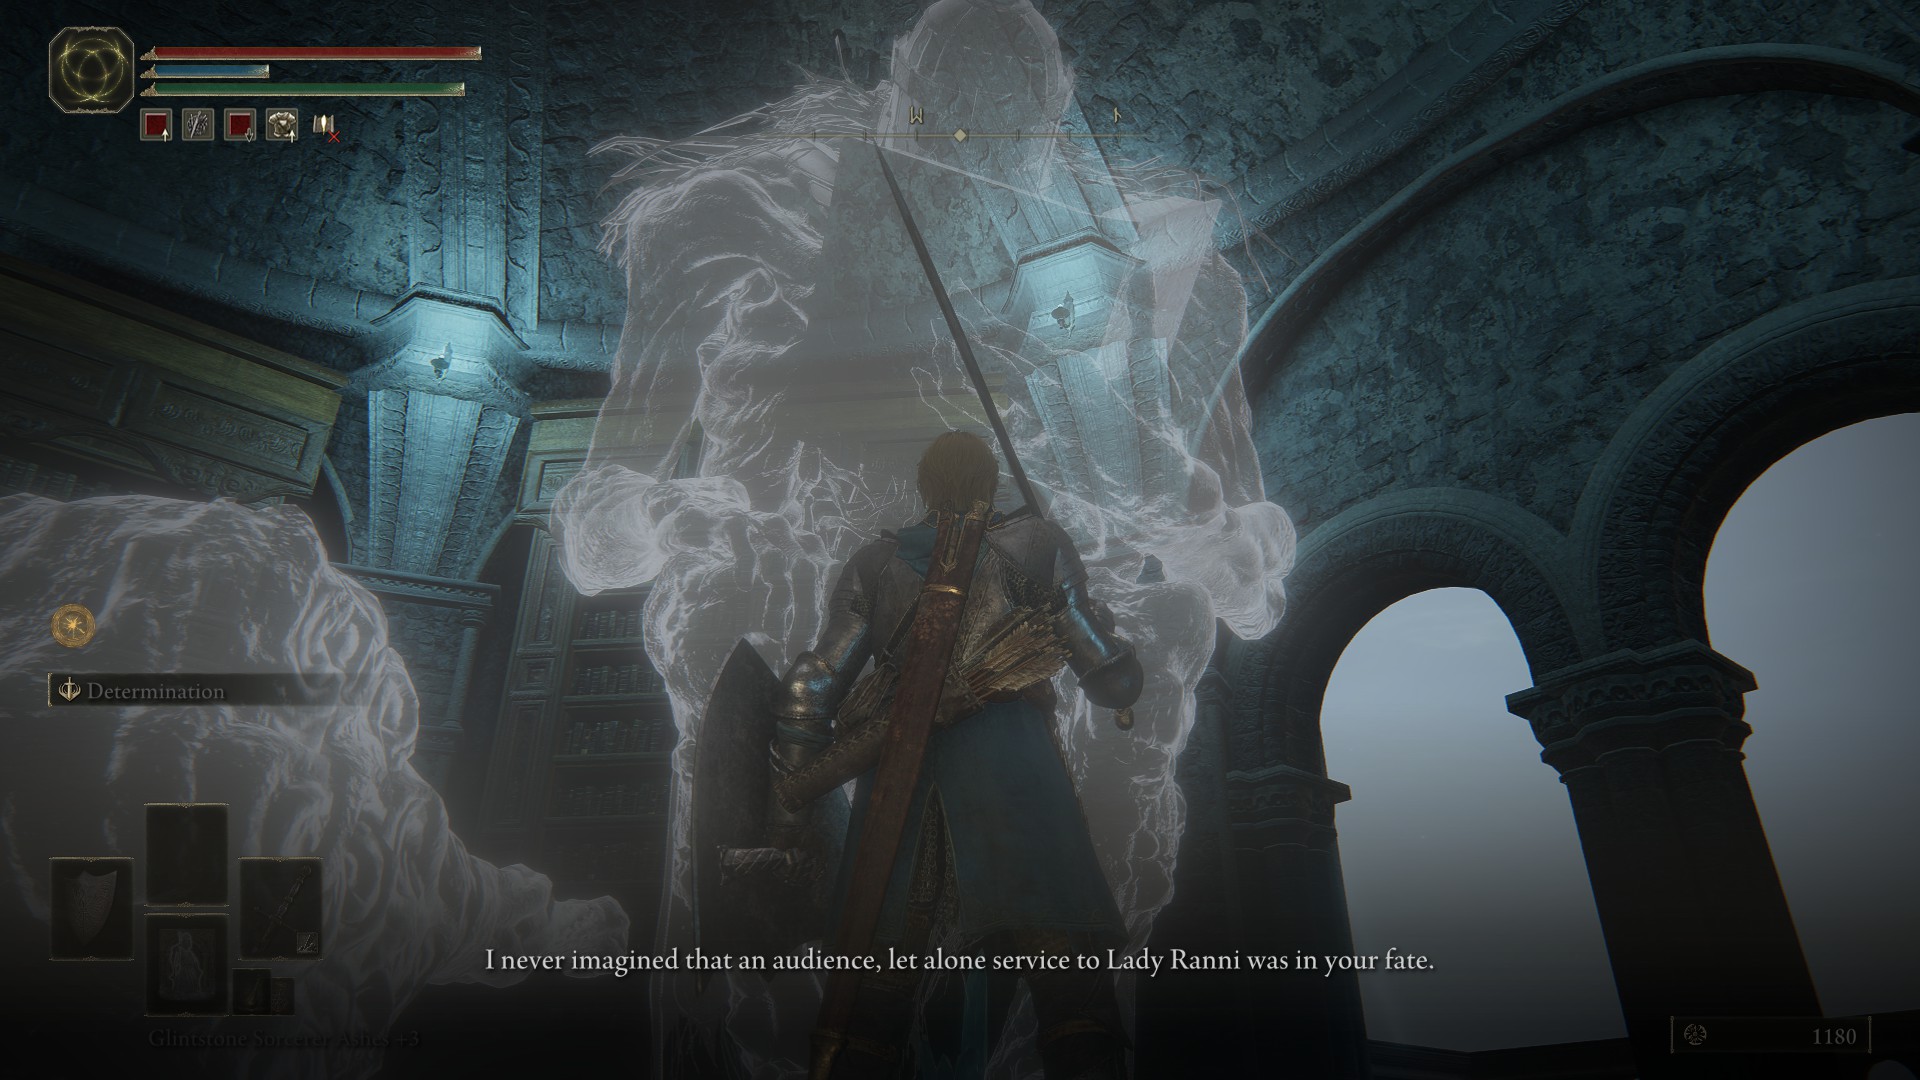 W
Determination
I never imagined that an audience, let alone service to Lady Ranni was in your fate.
Glintstone Sorcerer Ashes +3
1180